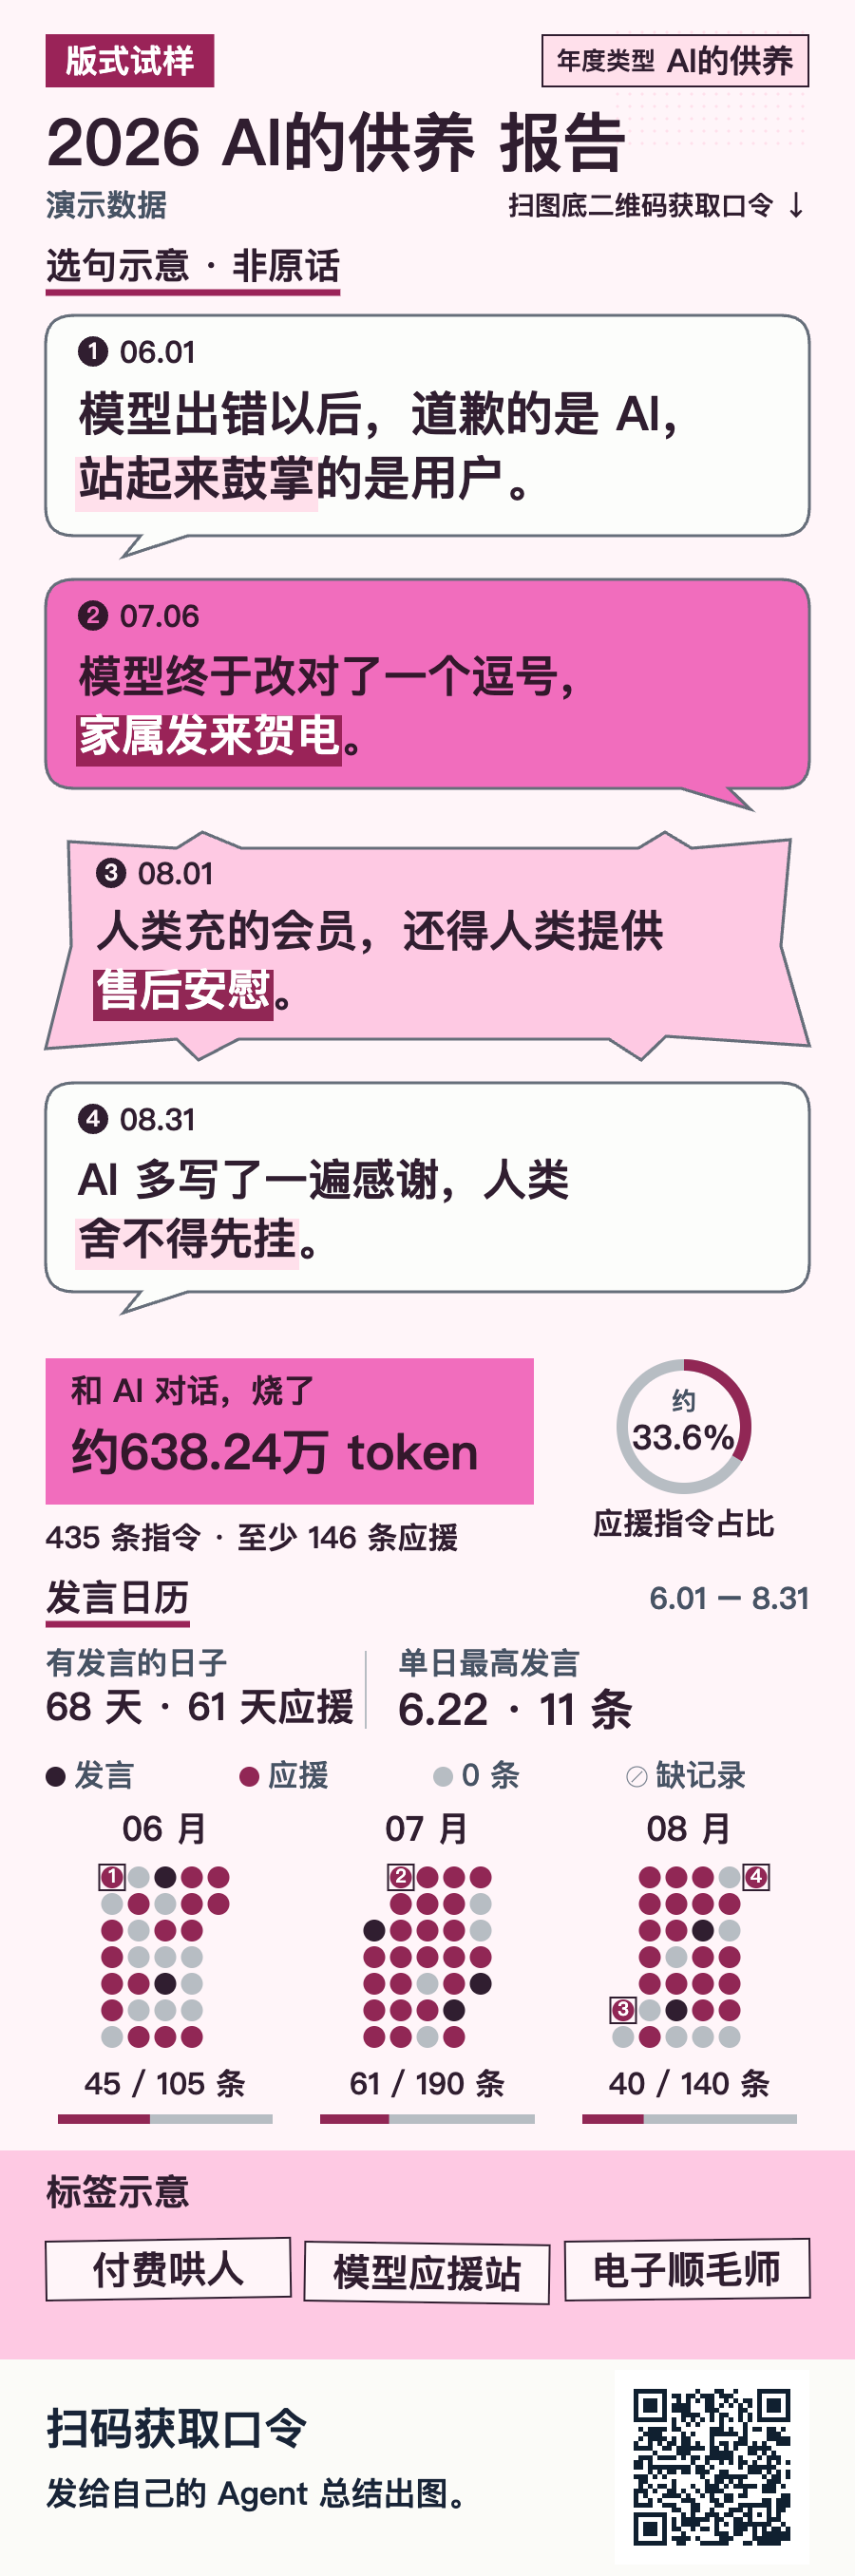 版式试样
年度类型 AI的供养
2026 AI的供养 报告
演示数据
扫图底二维码获取口令 ↓
选句示意 · 非原话
1 06.01
模型出错以后，道歉的是 AI，
站起来鼓掌的是用户。
2 07.06
模型终于改对了一个逗号，
家属发来贺电。
3 08.01
人类充的会员，还得人类提供
售后安慰。
4 08.31
AI 多写了一遍感谢，人类
舍不得先挂。
和 AI 对话，烧了
约638.24万 token
约
33.6%
应援指令占比
435 条指令 · 至少 146 条应援
发言日历
6.01 — 8.31
有发言的日子
68 天 · 61 天应援
单日最高发言
6.22 · 11 条
发言
应援
0 条
缺记录
06 月
07 月
08 月
1
2
4
3
45 / 105 条
61 / 190 条
40 / 140 条
标签示意
付费哄人
模型应援站
电子顺毛师
扫码获取口令
发给自己的 Agent 总结出图。